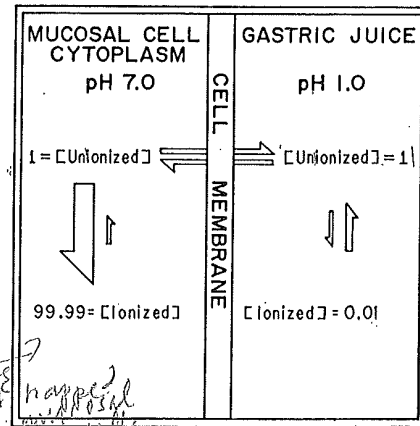 MUCOSAL CELL
CYTOPLASM
pH 7.0
1 = [Unionized]
99.99 = [Ionized]
CELL MEMBRANE
GASTRIC JUICE
pH 1.0
[Unionized] = 1
[Ionized] = 0.01
trapped